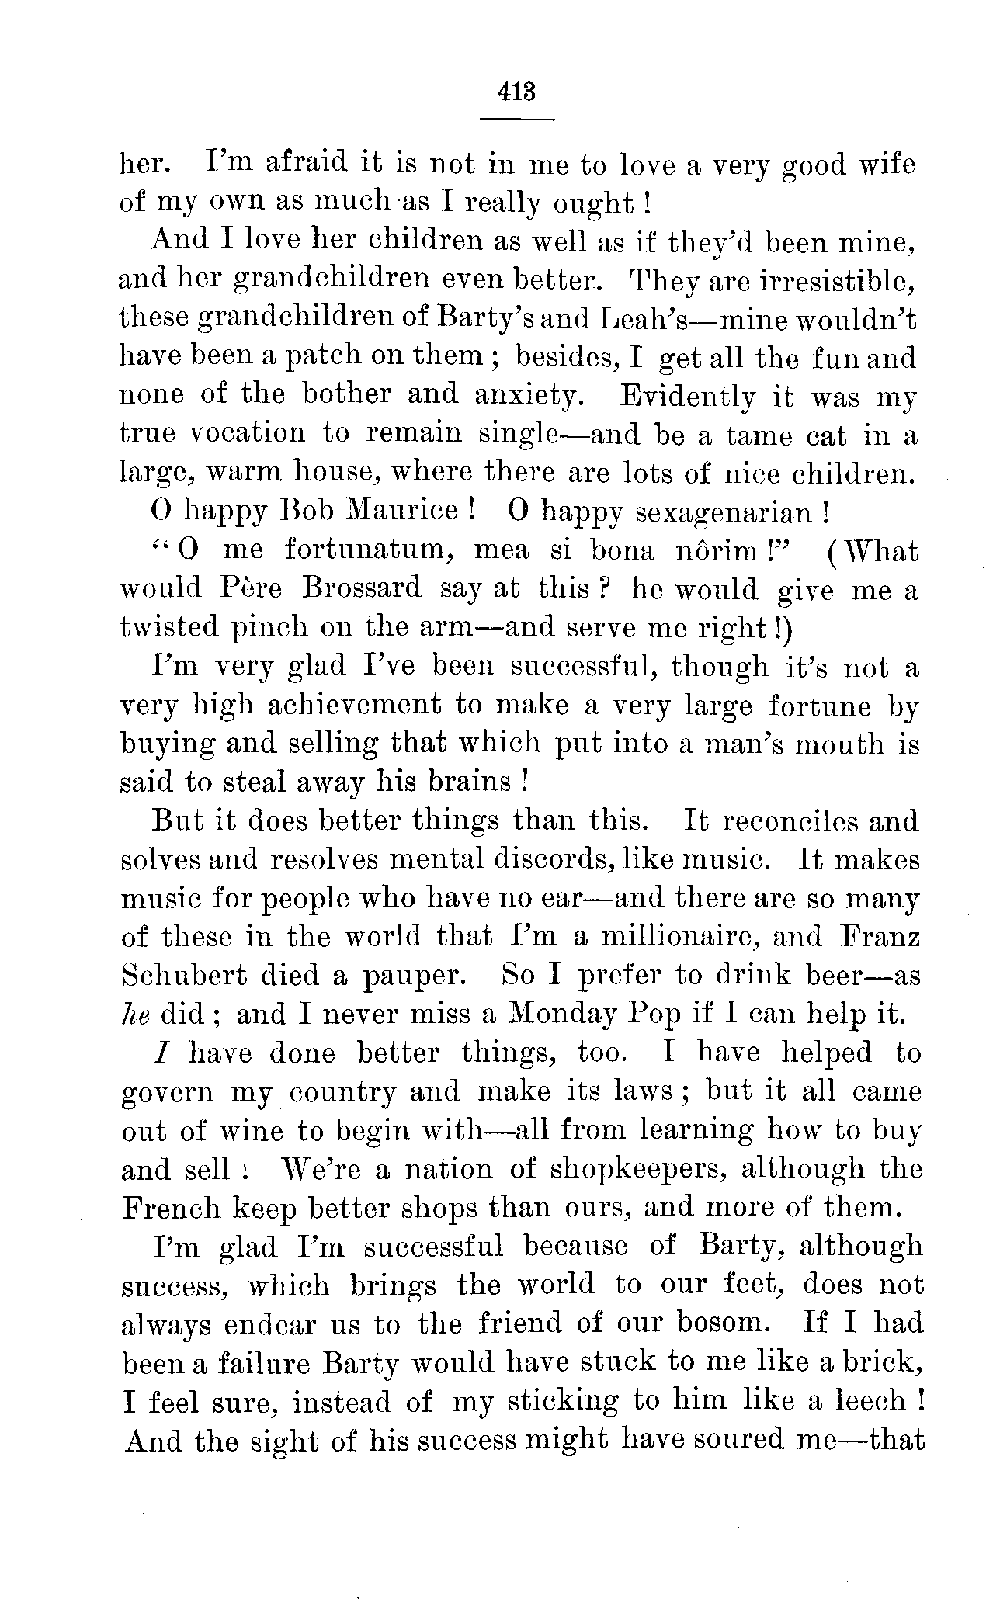 413
her. I'm afraid it is not in me to love a very good wife
of my own as much as I really ought !
And I love her children as well as if they'd been mine,
and her grandchildren even better. They are irresistible,
these grandchildren of Barty's and Leah's—mine wouldn't
have been a patch on them ; besides, I get all the fun and
none of the bother and anxiety. Evidently it was my
true vocation to remain single—and be a tame cat in a
large, warm house, where there are lots of nice children.
O happy Bob Maurice ! O happy sexagenarian !
“ O me fortunatum, mea si bona nôrim !” (What
would Père Brossard say at this ? he would give me a
twisted pinch on the arm—and serve me right !)
I'm very glad I've been successful, though it's not a
very high achievement to make a very large fortune by
buying and selling that which put into a man's mouth is
said to steal away his brains !
But it does better things than this. It reconciles and
solves and resolves mental discords, like music. It makes
music for people who have no ear—and there are so many
of these in the world that I'm a millionaire, and Franz
Schubert died a pauper. So I prefer to drink beer—as
he did ; and I never miss a Monday Pop if I can help it.
I have done better things, too. I have helped to
govern my country and make its laws ; but it all came
out of wine to begin with—all from learning how to buy
and sell ! We're a nation of shopkeepers, although the
French keep better shops than ours, and more of them.
I'm glad I'm successful because of Barty, although
success, which brings the world to our feet, does not
always endear us to the friend of our bosom. If I had
been a failure Barty would have stuck to me like a brick,
I feel sure, instead of my sticking to him like a leech !
And the sight of his success might have soured me—that